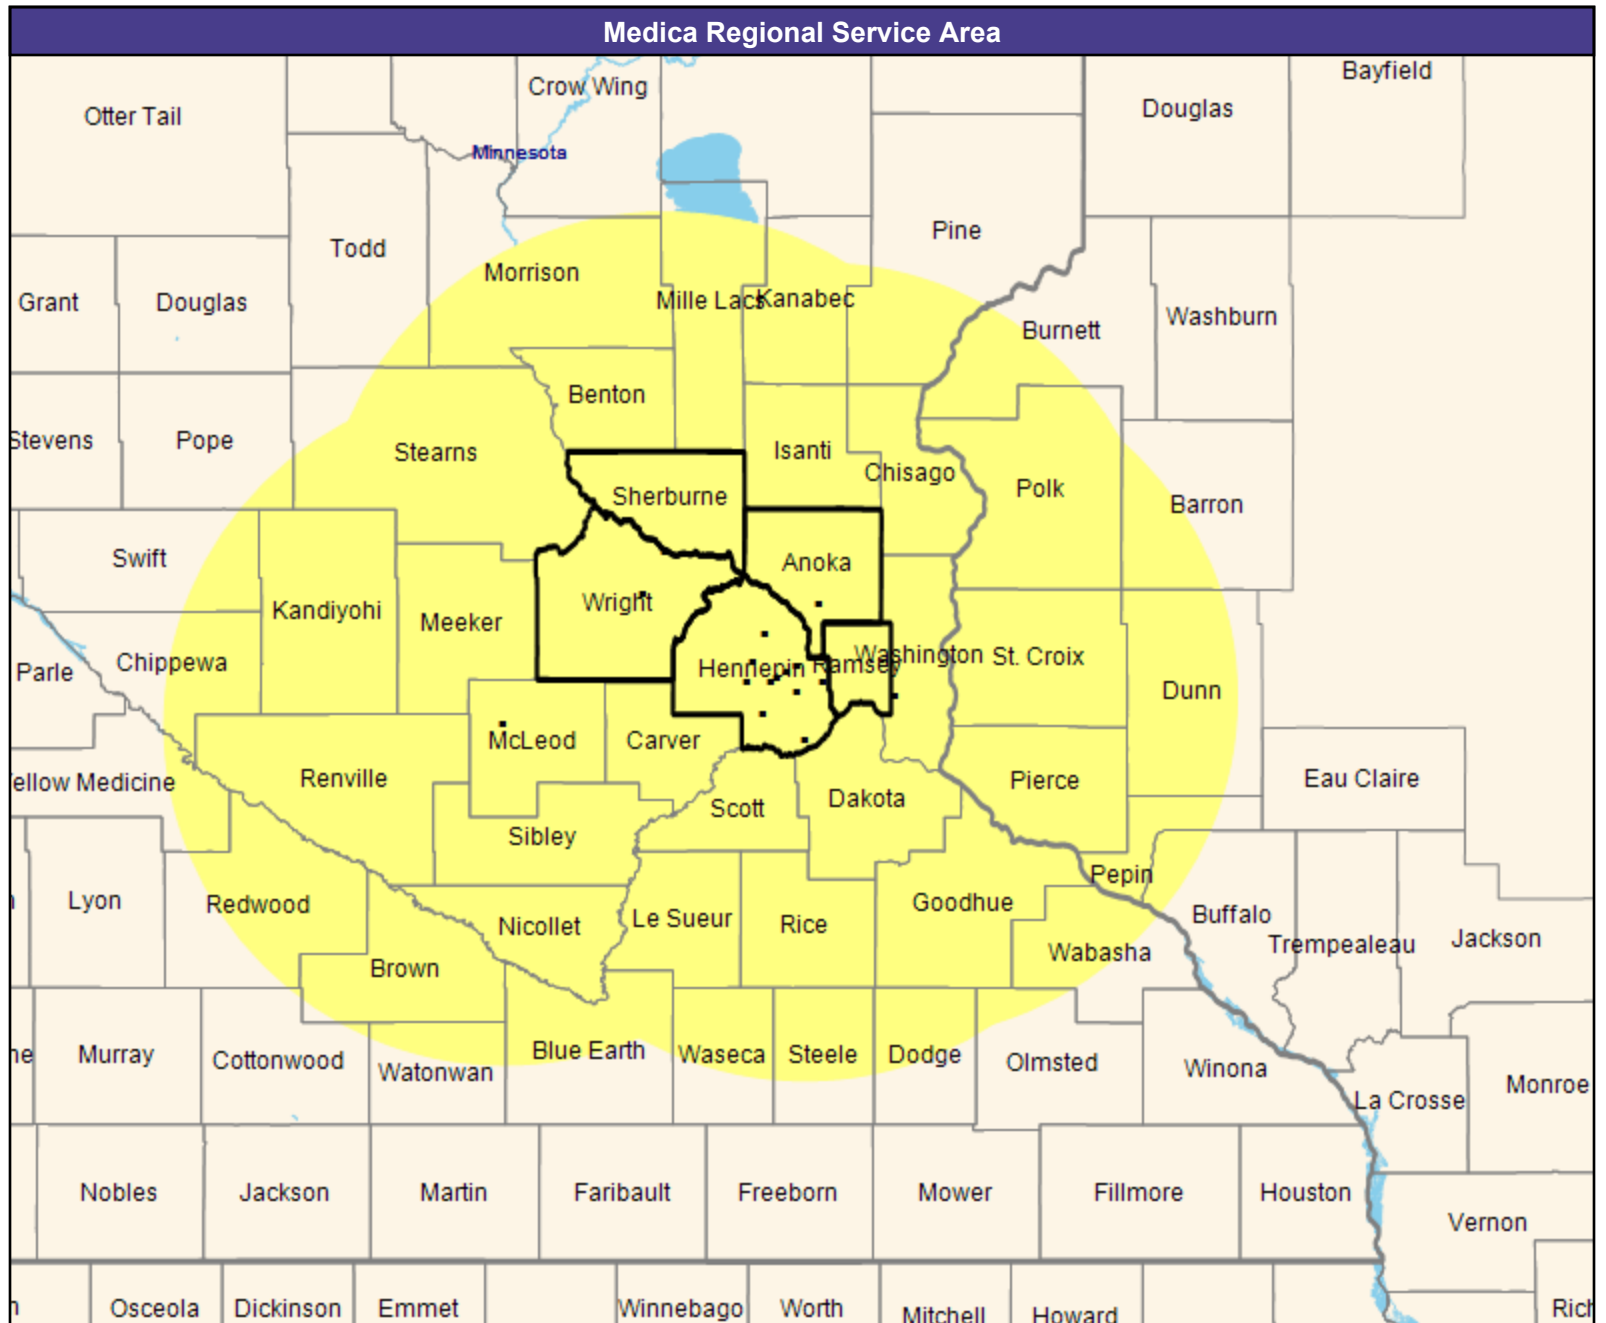 Medica Regional Service Area
Bayfield
Crow Wing
Douglas
Otter Tail
Minnesota
Pine
Todd
Morrison
Mille Lacs
Kanabec
Grant
Douglas
Washburn
Burnett
Benton
Stevens
Pope
Stearns
Isanti
Chisago
Polk
Sherburne
Barron
Swift
Anoka
Kandiyohi
Wright
Meeker
Chippewa
Parle
Hennepin
Ramsey
Washington
St. Croix
Dunn
McLeod
Carver
Renville
ellow Medicine
Pierce
Eau Claire
Scott
Dakota
Sibley
Pepin
Lyon
Redwood
Goodhue
Nicollet
Le Sueur
Rice
Buffalo
Trempealeau
Jackson
Wabasha
Brown
ne
Murray
Cottonwood
Watonwan
Blue Earth
Waseca
Steele
Dodge
Olmsted
Winona
La Crosse
Monroe
Nobles
Jackson
Martin
Faribault
Freeborn
Mower
Fillmore
Houston
Vernon
Osceola
Dickinson
Emmet
Winnebago
Worth
Mitchell
Howard
Rich